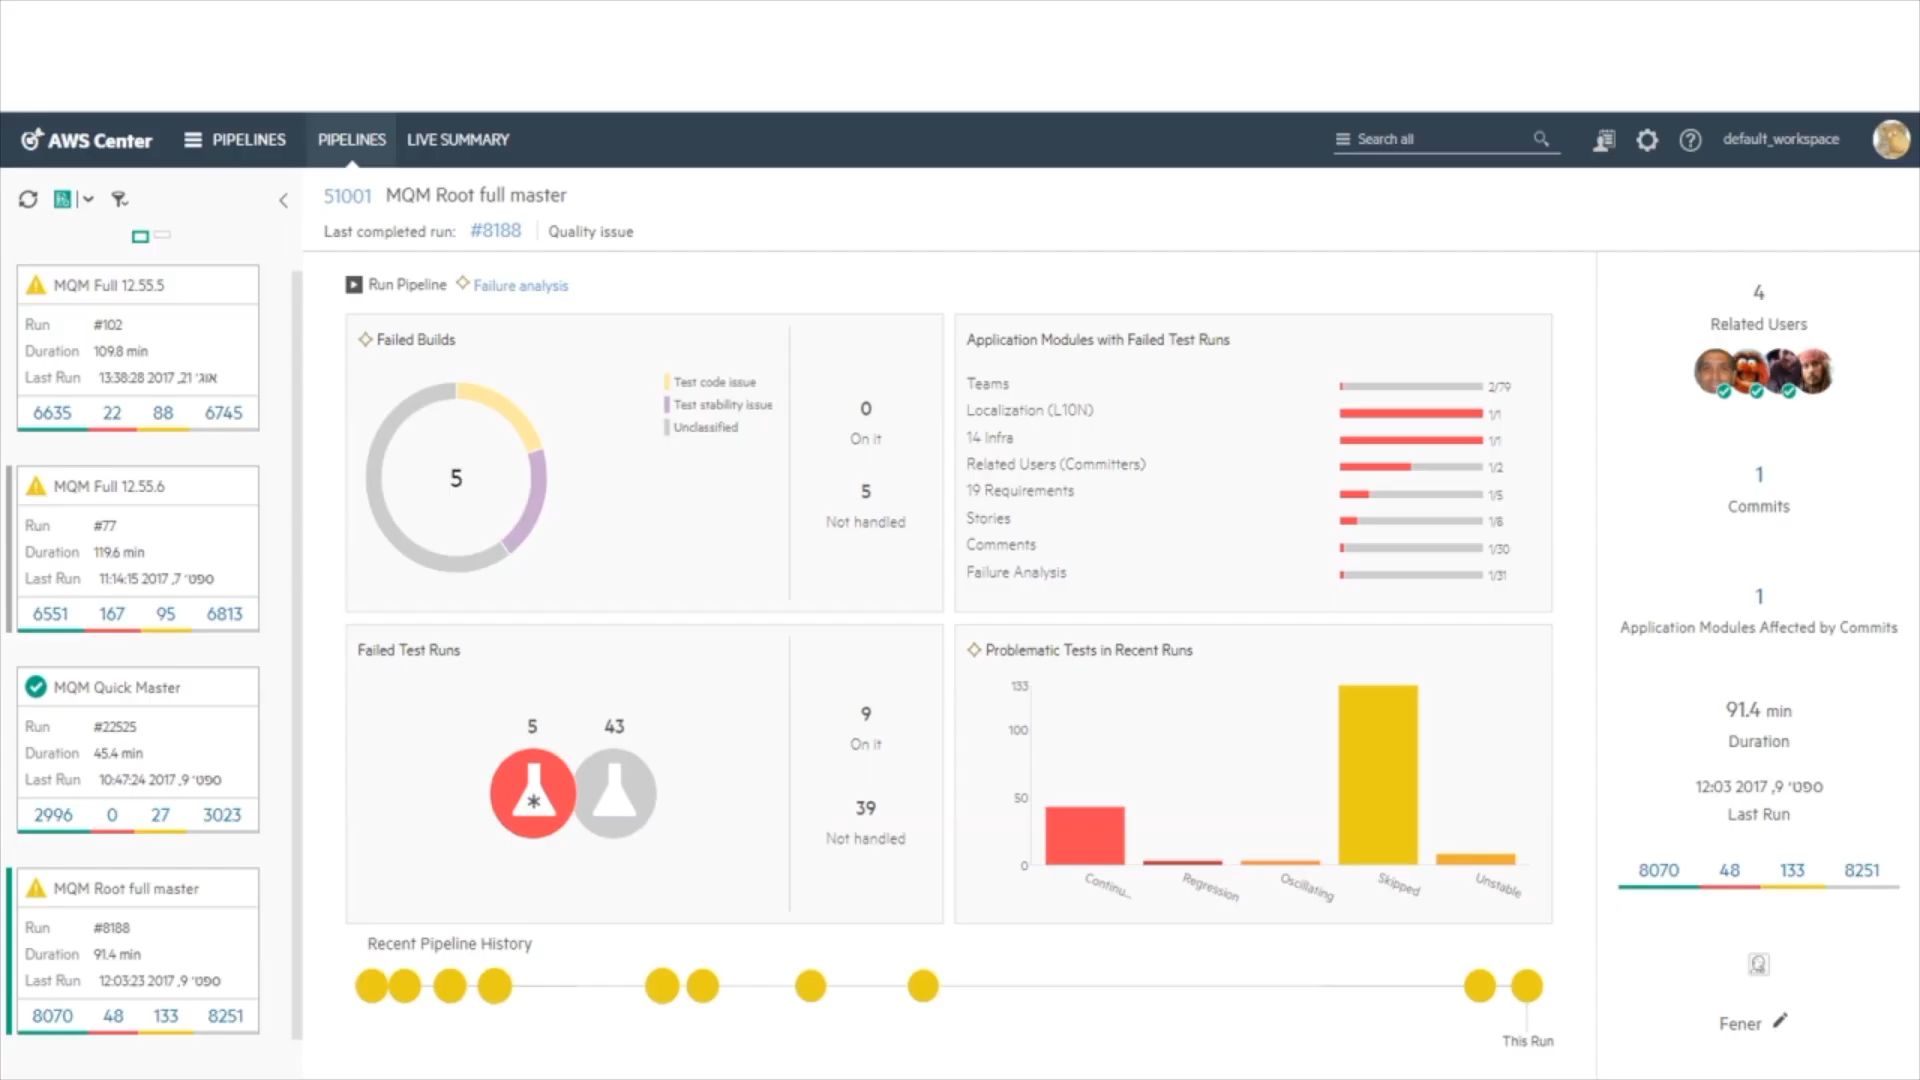 AWS Center
PIPELINES
PIPELINES
LIVE SUMMARY
Search all
default_workspace
51001 MQM Root full master
Last completed run: #8188 Quality issue
MQM Full 12.55.5
Run #102
Duration 109.8 min
Last Run 13:38:28 2017 ,21 אוג׳
6635 22 88 6745
MQM Full 12.55.6
Run #77
Duration 119.6 min
Last Run 11:14:15 2017 ,7 ספט׳
6551 167 95 6813
MQM Quick Master
Run #22525
Duration 45.4 min
Last Run 10:47:24 2017 ,9 ספט׳
2996 0 27 3023
MQM Root full master
Run #8188
Duration 91.4 min
Last Run 12:03:23 2017 ,9 ספט׳
8070 48 133 8251
Run Pipeline Failure analysis
Failed Builds
5
Test code issue
Test stability issue
Unclassified
0
On it
5
Not handled
Application Modules with Failed Test Runs
Teams 2/79
Localization (L10N) 1/1
14 Infra 1/1
Related Users (Committers) 1/2
19 Requirements 1/5
Stories 1/8
Comments 1/30
Failure Analysis 1/31
Failed Test Runs
5 43
9
On it
39
Not handled
Problematic Tests in Recent Runs
133
100
50
0
Continu...
Regression
Oscillating
Skipped
Unstable
Recent Pipeline History
This Run
4
Related Users
1
Commits
1
Application Modules Affected by Commits
91.4 min
Duration
12:03 2017 ,9 ספט׳
Last Run
8070 48 133 8251
Fener